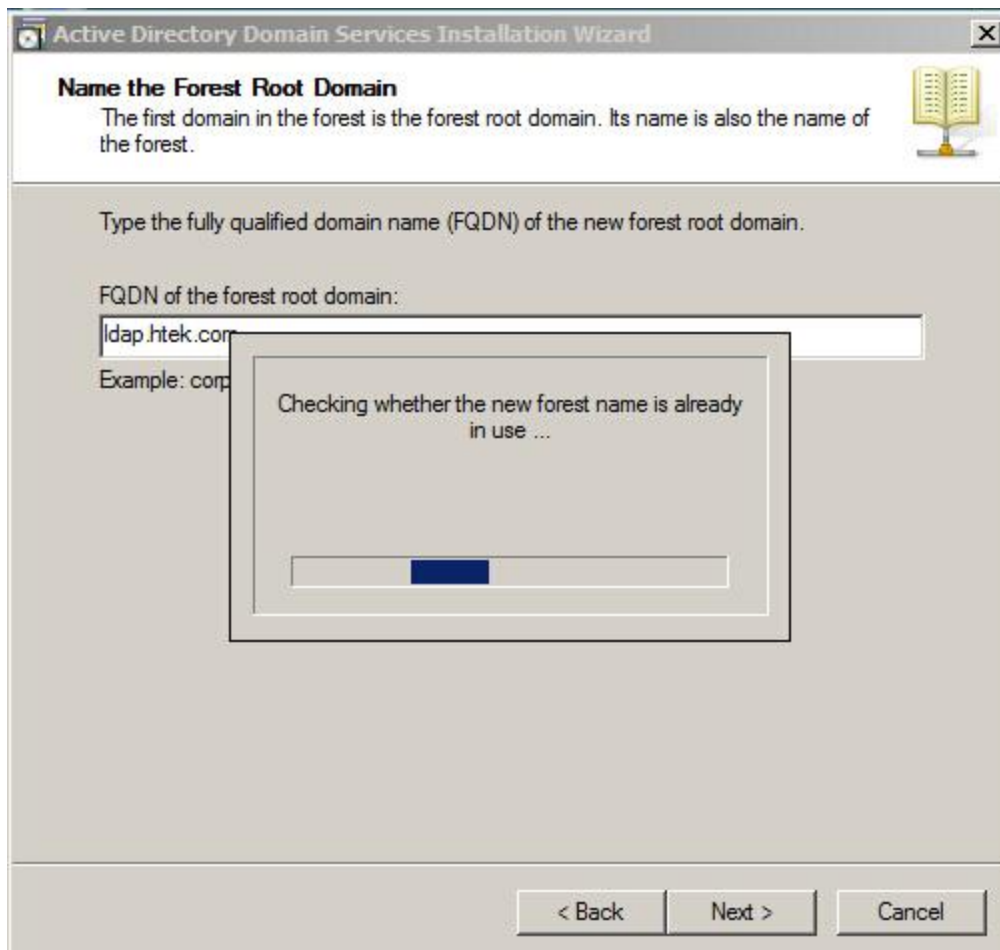 Active Directory Domain Services Installation Wizard
Name the Forest Root Domain
The first domain in the forest is the forest root domain. Its name is also the name of
the forest.
Type the fully qualified domain name (FQDN) of the new forest root domain.
FQDN of the forest root domain:
ldap.htek.com
Example: corp
Checking whether the new forest name is already
in use ...
< Back
Next >
Cancel